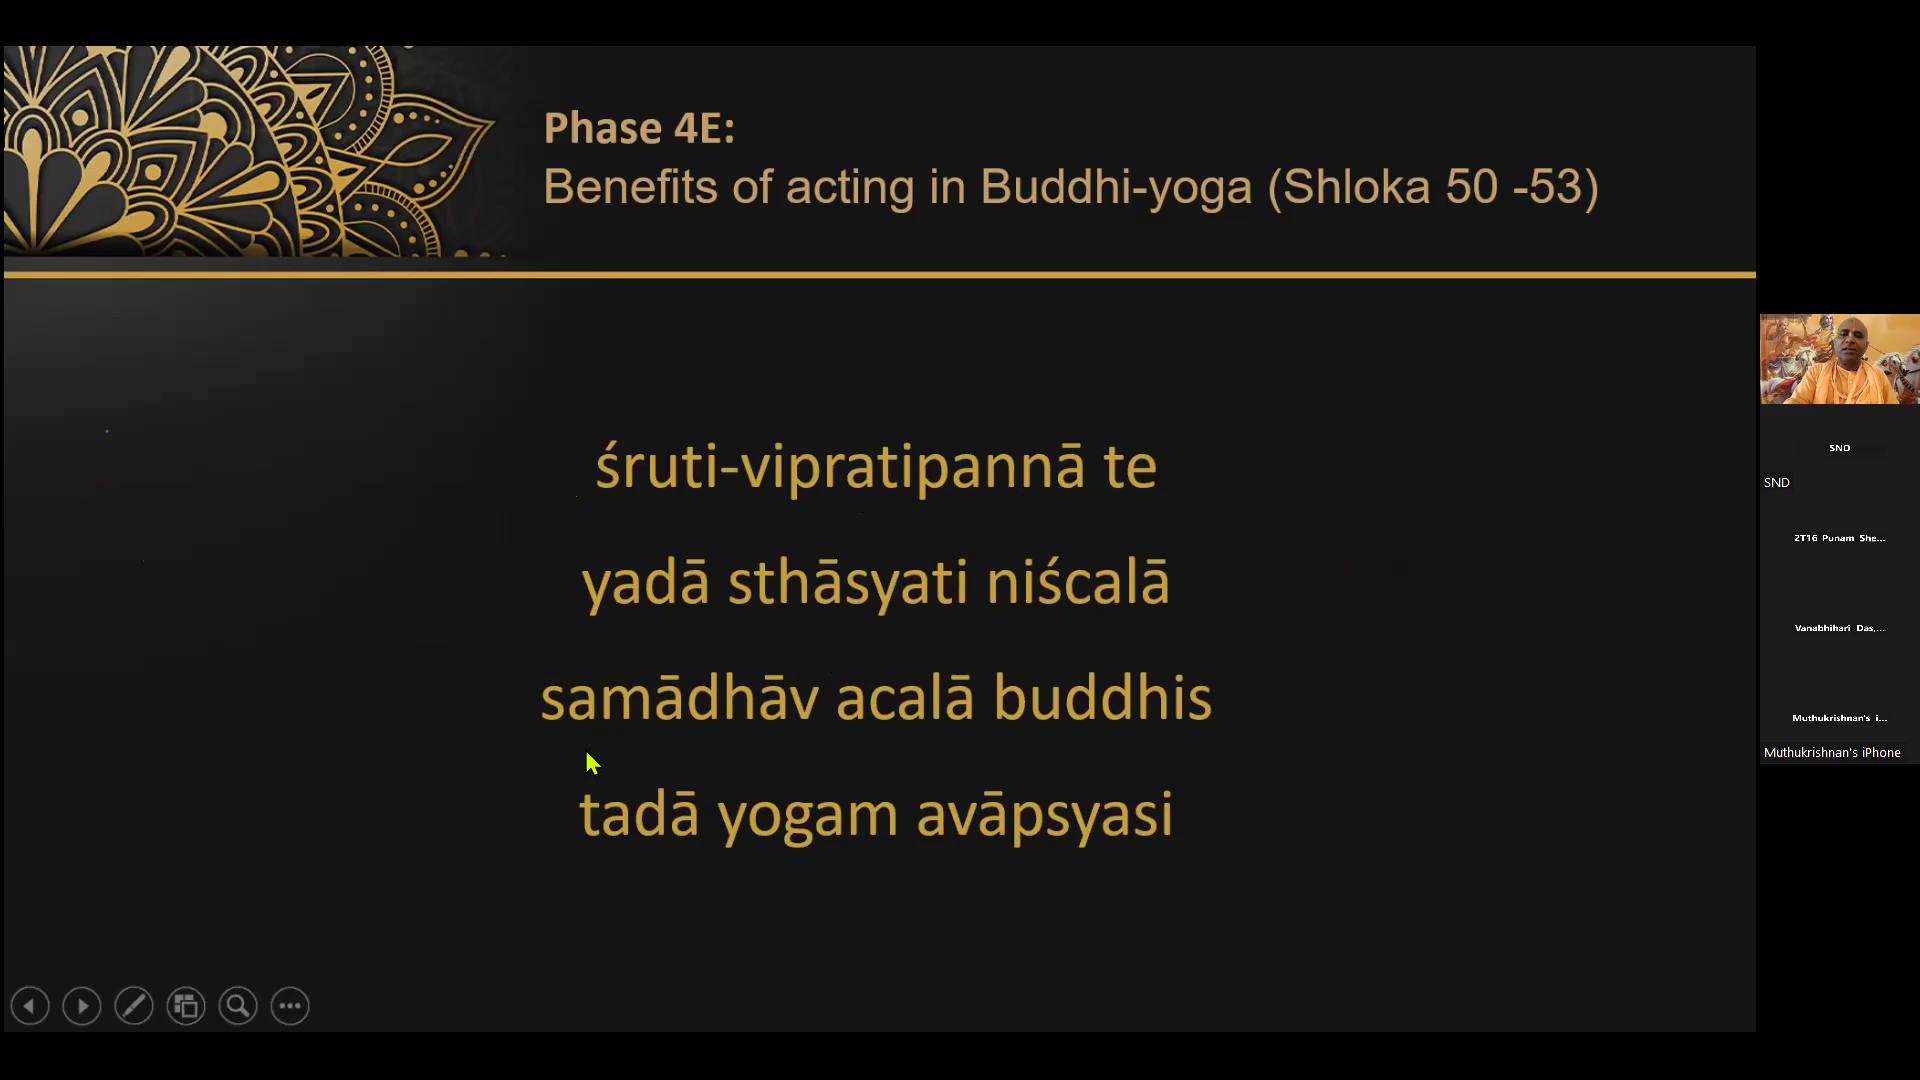 Phase 4E:
Benefits of acting in Buddhi-yoga (Shloka 50 -53)
śruti-vipratipannā te
yadā sthāsyati niścalā
samādhāv acalā buddhis
tadā yogam avāpsyasi
SND
SND
2T16 Punam She...
Vanabhihari Das,...
Muthukrishnan's i...
Muthukrishnan's iPhone